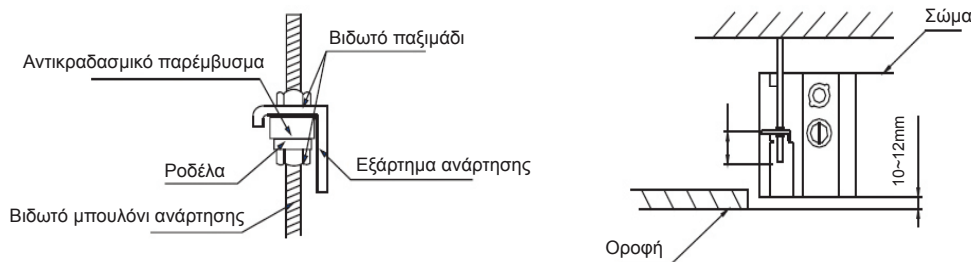 Βιδωτό παξιμάδι
Αντικραδασμικό παρέμβυσμα
Ροδέλα
Εξάρτημα ανάρτησης
Βιδωτό μπουλόνι ανάρτησης
Σώμα
10~12mm
Οροφή